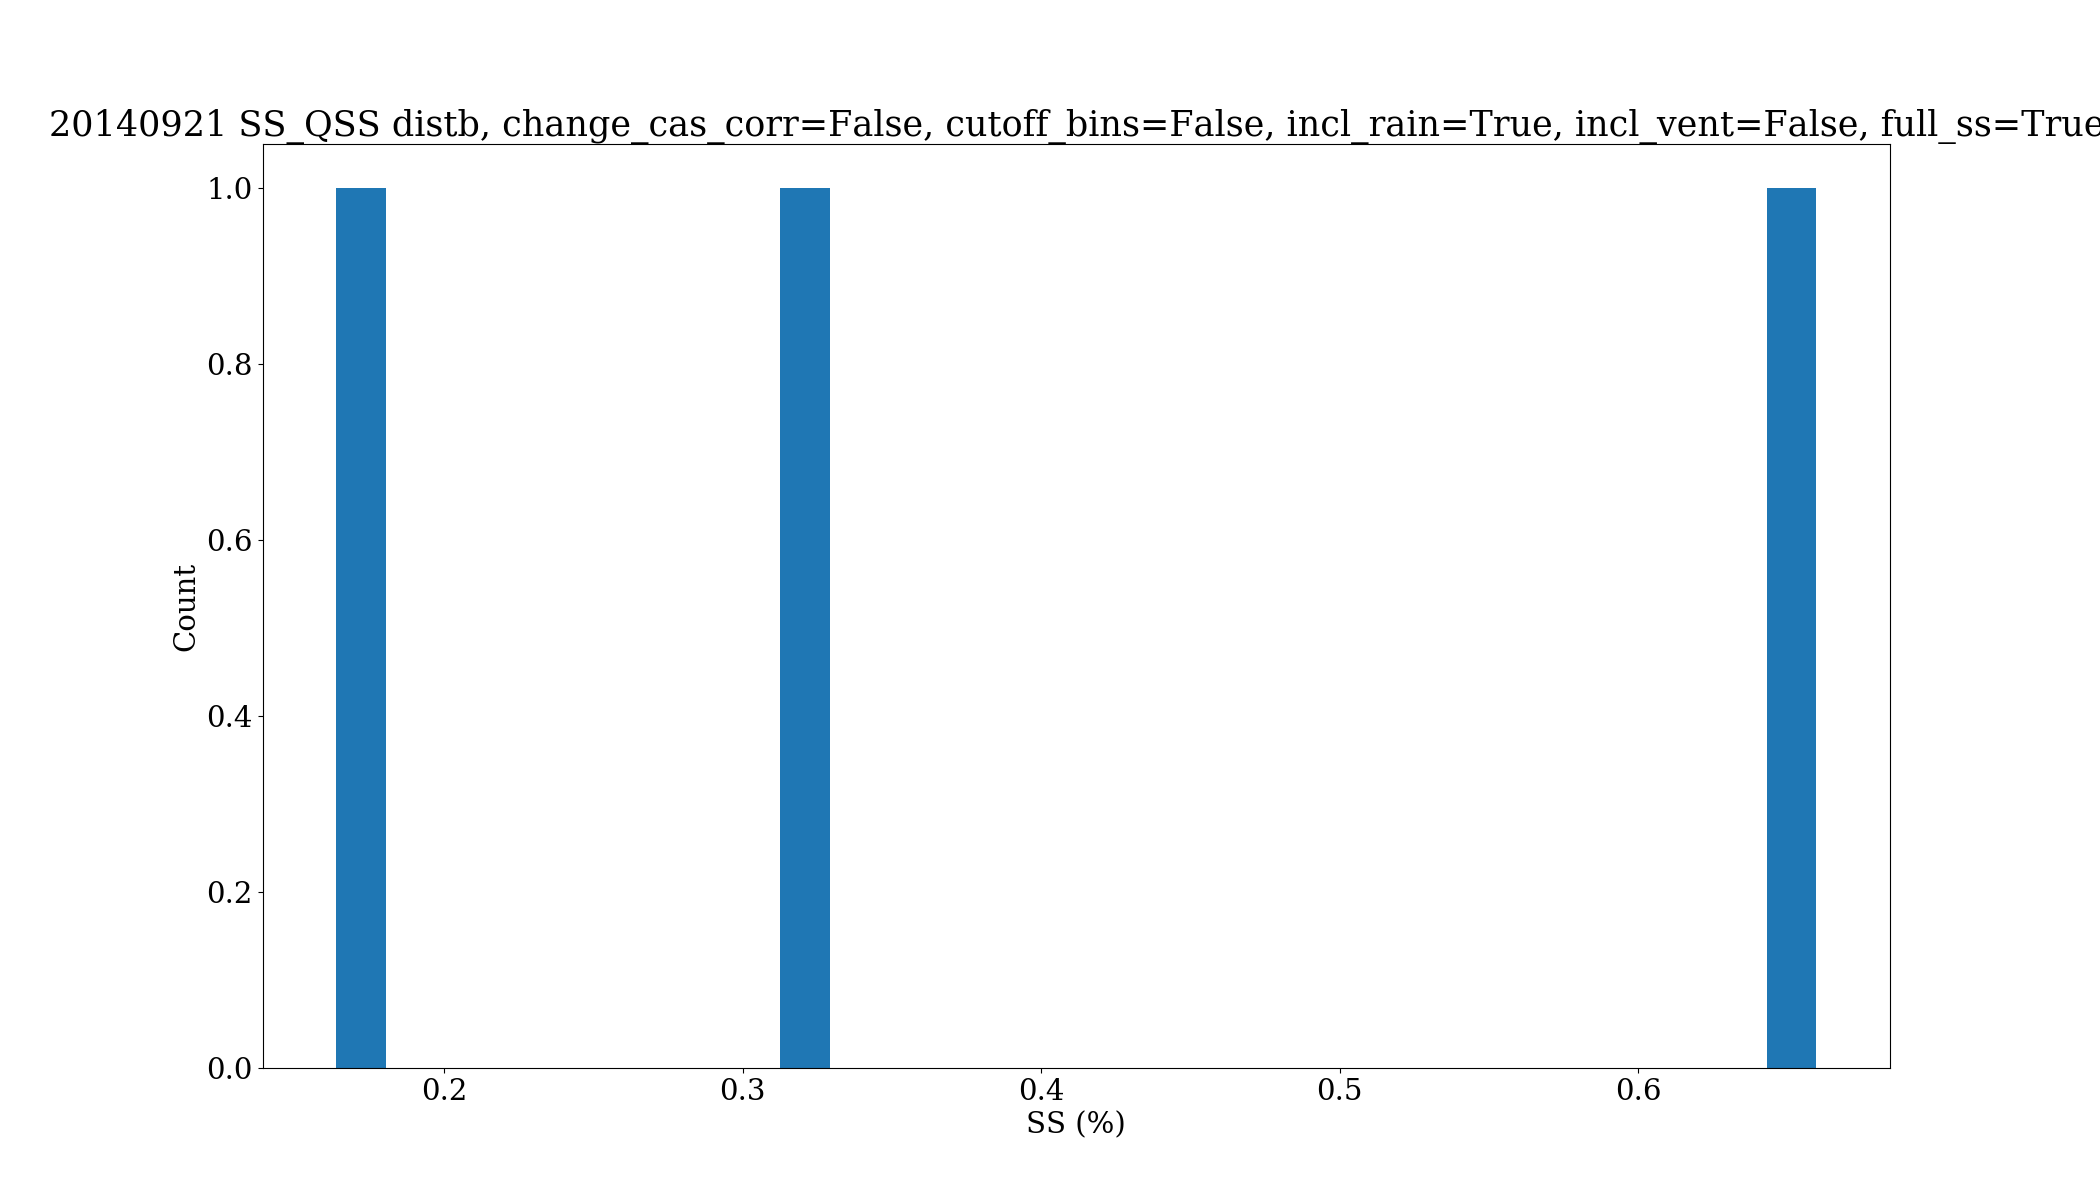 20140921 SS_QSS distb, change_cas_corr=False, cutoff_bins=False, incl_rain=True, incl_vent=False, full_ss=True
1.0
0.8
0.6
0.4
0.2
0.0
Count
0.2 0.3 0.4 0.5 0.6
SS (%)